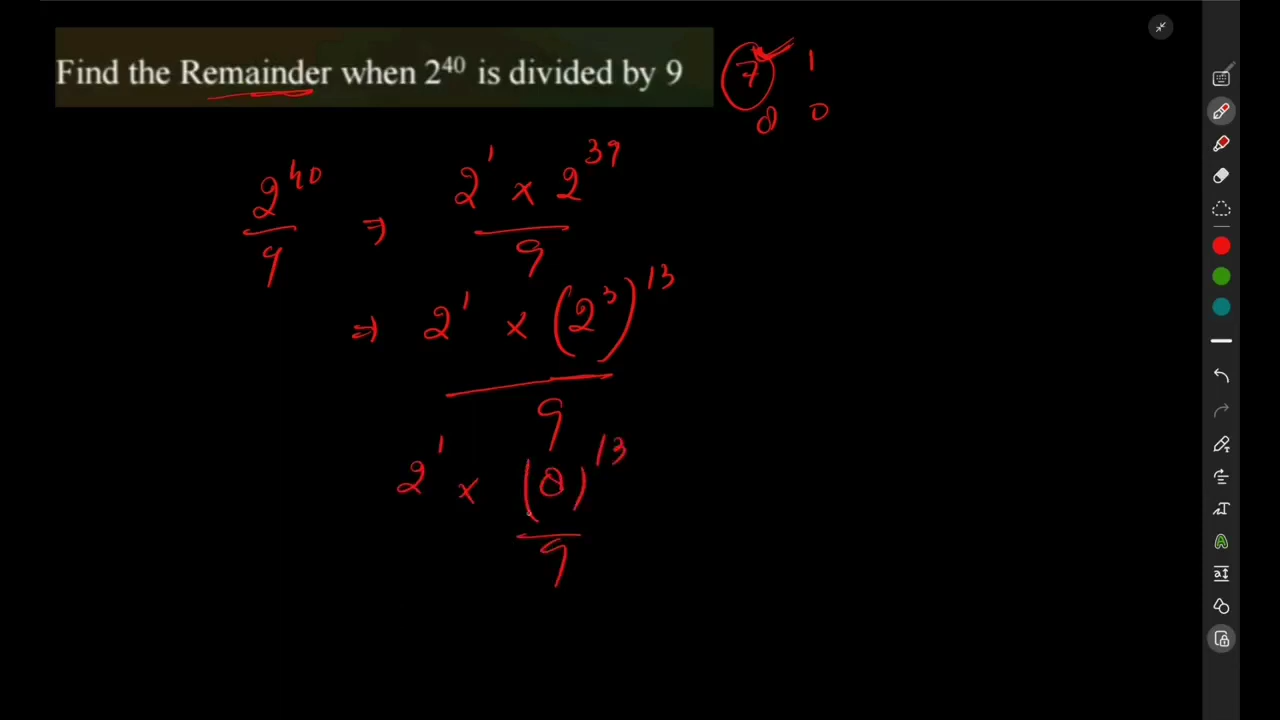 Find the Remainder when 2⁴⁰ is divided by 9
7 1
8 0
2⁴⁰/9 ⇒ 2¹ × 2³⁹/9
⇒ 2¹ × (2³)¹³/9
2¹ × (8)¹³/9